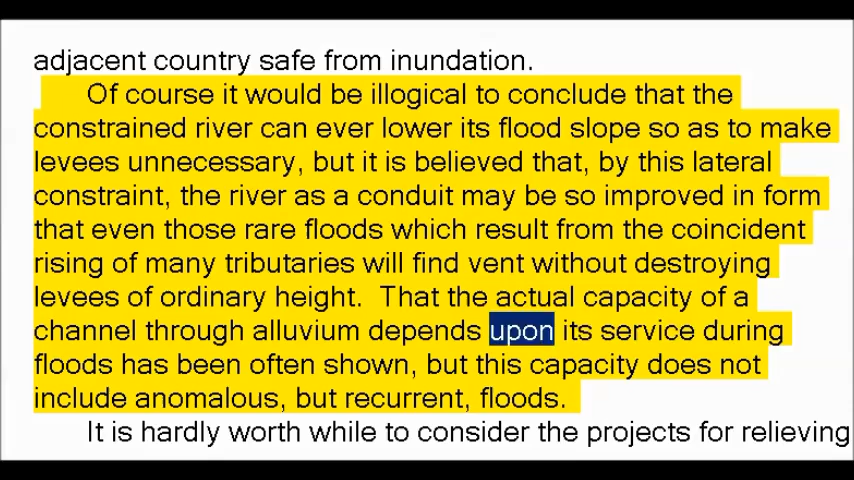 adjacent country safe from inundation.
Of course it would be illogical to conclude that the
constrained river can ever lower its flood slope so as to make
levees unnecessary, but it is believed that, by this lateral
constraint, the river as a conduit may be so improved in form
that even those rare floods which result from the coincident
rising of many tributaries will find vent without destroying
levees of ordinary height.  That the actual capacity of a
channel through alluvium depends upon its service during
floods has been often shown, but this capacity does not
include anomalous, but recurrent, floods.
It is hardly worth while to consider the projects for relieving